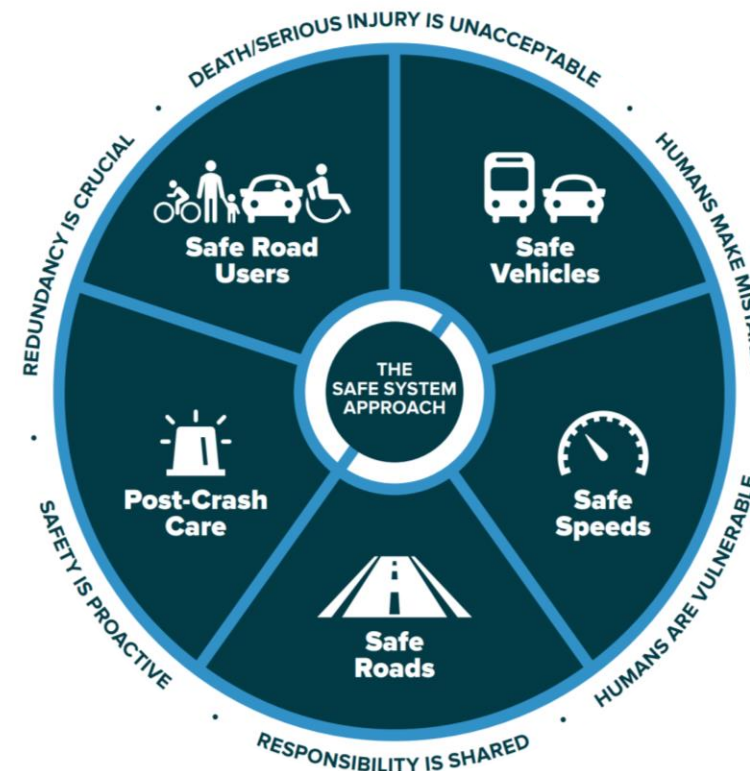 DEATH/SERIOUS INJURY IS UNACCEPTABLE
HUMANS MAKE
HUMANS ARE VULNERABLE
RESPONSIBILITY IS SHARED
SAFETY IS PROACTIVE
REDUNDANCY IS CRUCIAL
Safe Road
Users
Safe
Vehicles
Safe
Speeds
Safe
Roads
Post-Crash
Care
THE
SAFE SYSTEM
APPROACH